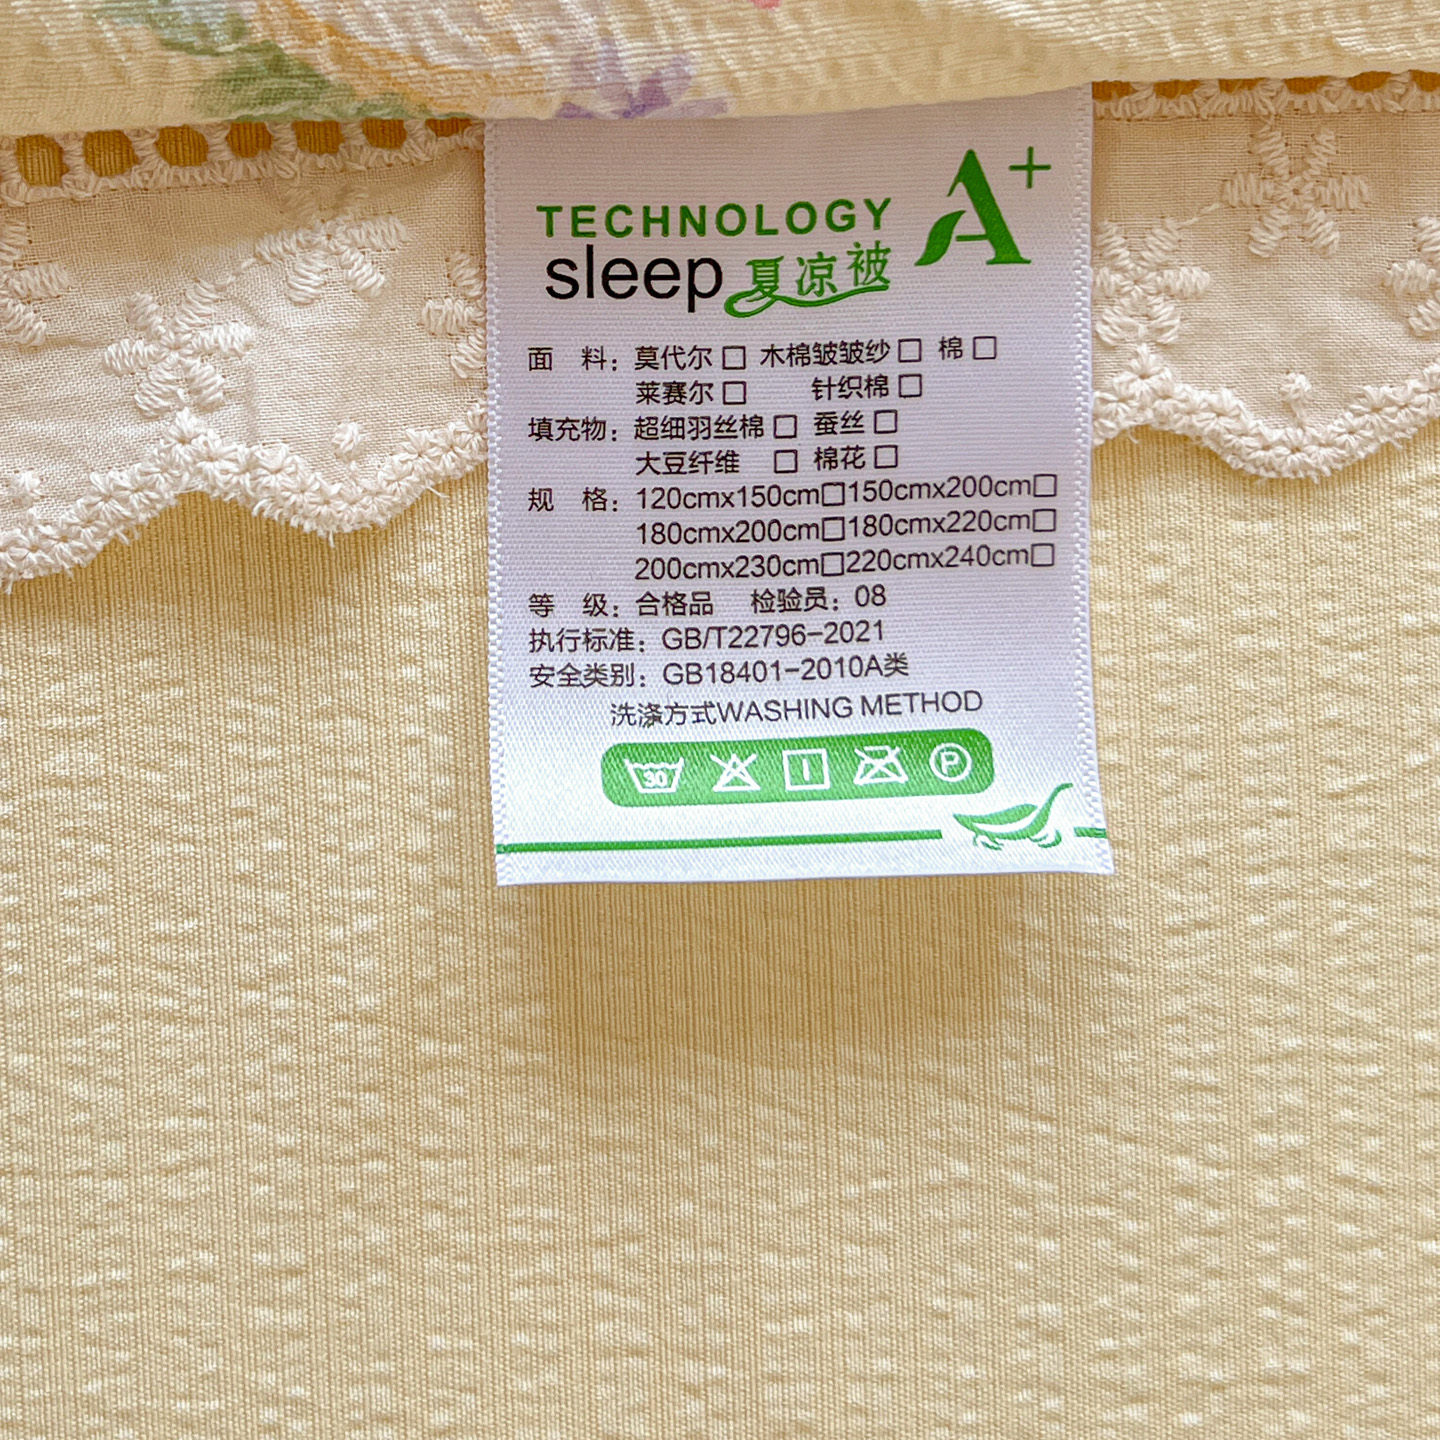 A+
TECHNOLOGY
sleep 夏凉被
面 料：莫代尔□ 木棉皱皱纱□ 棉□
莱赛尔□ 针织棉□
填充物：超细羽丝棉□ 蚕丝□
大豆纤维 □ 棉花□
规 格：120cmx150cm□150cmx200cm□
180cmx200cm□180cmx220cm□
200cmx230cm□220cmx240cm□
等 级：合格品 检验员：08
执行标准：GB/T22796-2021
安全类别：GB18401-2010A类
洗涤方式WASHING METHOD
30 P